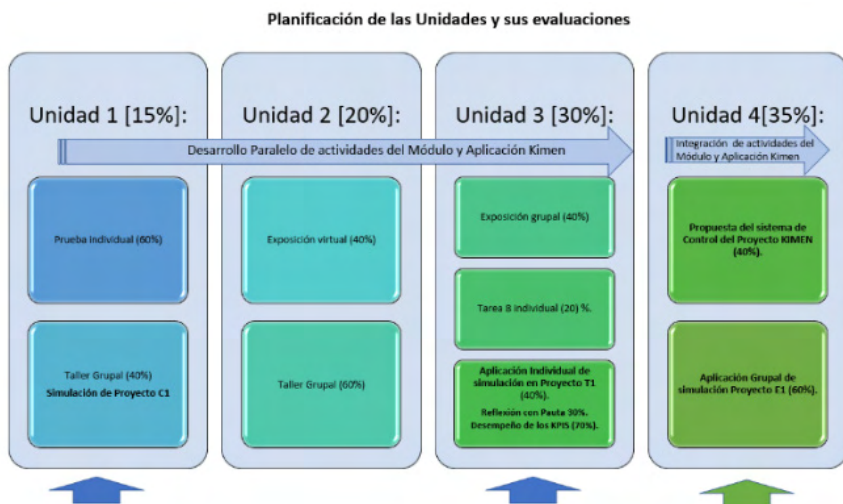 Planificación de las Unidades y sus evaluaciones
Unidad 1 [15%]:
Unidad 2 [20%]:
Unidad 3 [30%]:
Unidad 4[35%]:
Desarrollo Paralelo de actividades del Módulo y Aplicación Kimen
Integración de actividades del
Módulo y Aplicación Kimen
Prueba Individual (60%)
Taller Grupal (40%)
Simulación de Proyecto C1
Exposición virtual (40%)
Taller Grupal (60%)
Exposición grupal (40%)
Tarea 8 individual (20) %.
Aplicación Individual de
simulación en Proyecto T1
(40%).
Reflexión con Pauta 30%.
Desempeño de los KPIS (70%).
Propuesta del sistema de
Control del Proyecto KIMEN
(40%).
Aplicación Grupal de
simulación Proyecto E1 (60%).